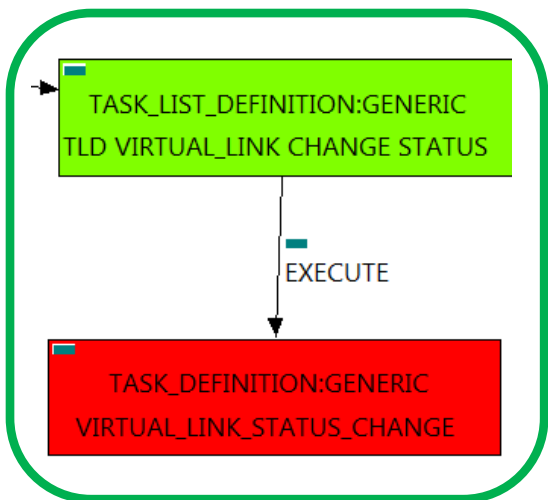 TASK_LIST_DEFINITION:GENERIC
TLD VIRTUAL_LINK CHANGE STATUS
EXECUTE
TASK_DEFINITION:GENERIC
VIRTUAL_LINK_STATUS_CHANGE